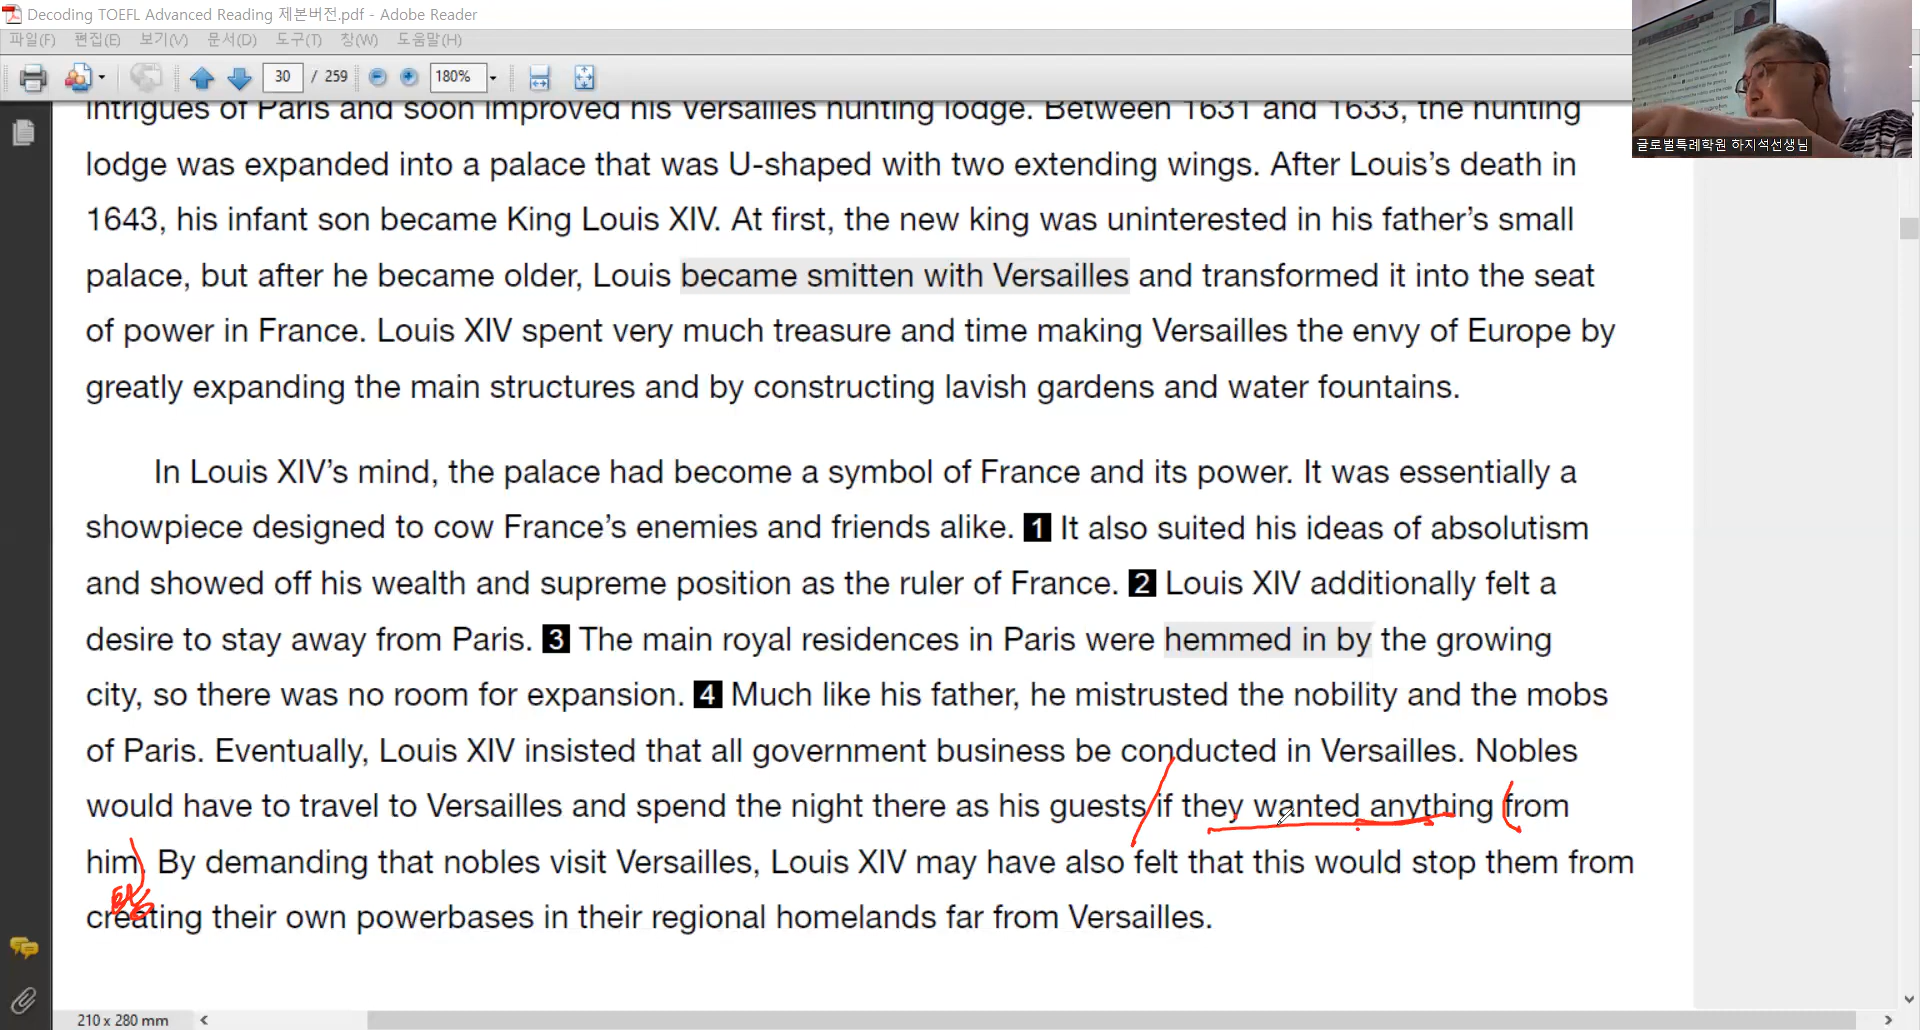 Decoding TOEFL Advanced Reading 제본버전.pdf - Adobe Reader
파일(F) 편집(E) 보기(V) 문서(D) 도구(T) 창(W) 도움말(H)
30 / 259 180%
글로벌특례학원 하지석선생님
intrigues of Paris and soon improved his Versailles hunting lodge. Between 1631 and 1633, the hunting
lodge was expanded into a palace that was U-shaped with two extending wings. After Louis's death in
1643, his infant son became King Louis XIV. At first, the new king was uninterested in his father's small
palace, but after he became older, Louis became smitten with Versailles and transformed it into the seat
of power in France. Louis XIV spent very much treasure and time making Versailles the envy of Europe by
greatly expanding the main structures and by constructing lavish gardens and water fountains.
In Louis XIV's mind, the palace had become a symbol of France and its power. It was essentially a
showpiece designed to cow France's enemies and friends alike. 1 It also suited his ideas of absolutism
and showed off his wealth and supreme position as the ruler of France. 2 Louis XIV additionally felt a
desire to stay away from Paris. 3 The main royal residences in Paris were hemmed in by the growing
city, so there was no room for expansion. 4 Much like his father, he mistrusted the nobility and the mobs
of Paris. Eventually, Louis XIV insisted that all government business be conducted in Versailles. Nobles
would have to travel to Versailles and spend the night there as his guests if they wanted anything from
him. By demanding that nobles visit Versailles, Louis XIV may have also felt that this would stop them from
creating their own powerbases in their regional homelands far from Versailles.
210 x 280 mm